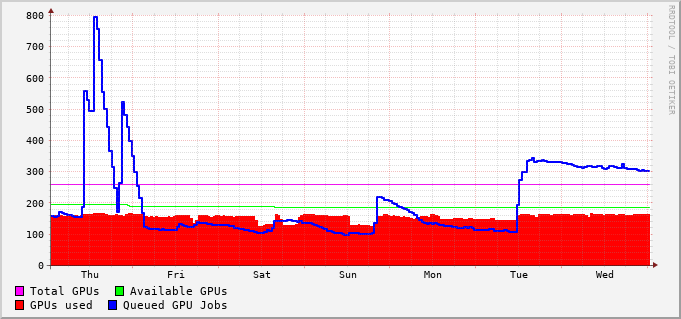 RRDTOOL / TOBI OETIKER
800
700
600
500
400
300
200
100
0
Thu Fri Sat Sun Mon Tue Wed
Total GPUs Available GPUs
GPUs used Queued GPU Jobs